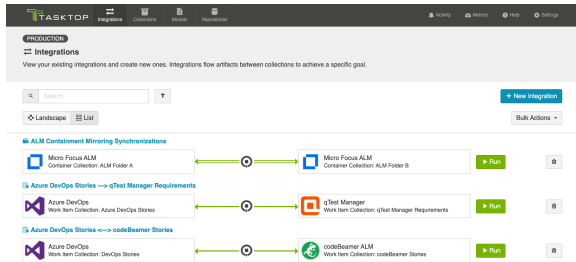 TASKTOP
Integrations
Collections
Models
Repositories
Activity
Metrics
Help
Settings
PRODUCTION
Integrations
View your existing integrations and create new ones. Integrations flow artifacts between collections to achieve a specific goal.
Search
+ New Integration
Landscape
List
Bulk Actions
ALM Containment Mirroring Synchronizations
Micro Focus ALM
Container Collection: ALM Folder A
Micro Focus ALM
Container Collection: ALM Folder B
Run
Azure DevOps Stories ---> qTest Manager Requirements
Azure DevOps
Work Item Collection: Azure DevOps Stories
qTest Manager
Work Item Collection: qTest Manager Requirements
Run
Azure DevOps Stories <---> codeBeamer Stories
Azure DevOps
Work Item Collection: DevOps Stories
codeBeamer ALM
Work Item Collection: codeBeamer Stories
Run